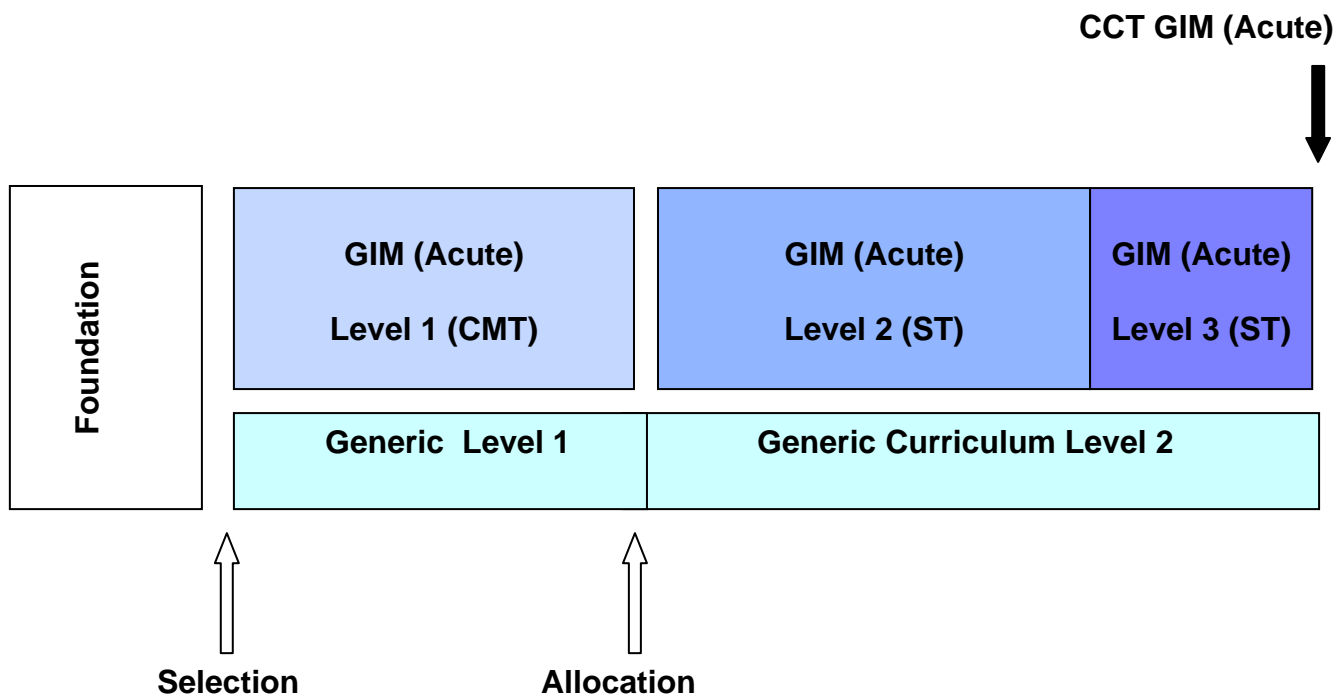 CCT GIM (Acute)
Foundation
GIM (Acute)
Level 1 (CMT)
GIM (Acute)
Level 2 (ST)
GIM (Acute)
Level 3 (ST)
Generic Level 1
Generic Curriculum Level 2
Selection
Allocation